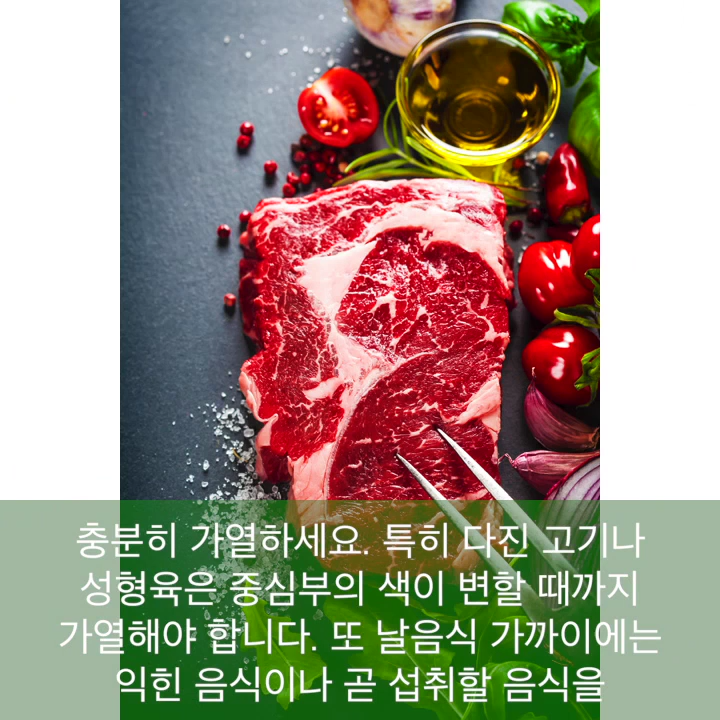 충분히 가열하세요. 특히 다진 고기나
성형육은 중심부의 색이 변할 때까지
가열해야 합니다. 또 날음식 가까이에는
익힌 음식이나 곧 섭취할 음식을